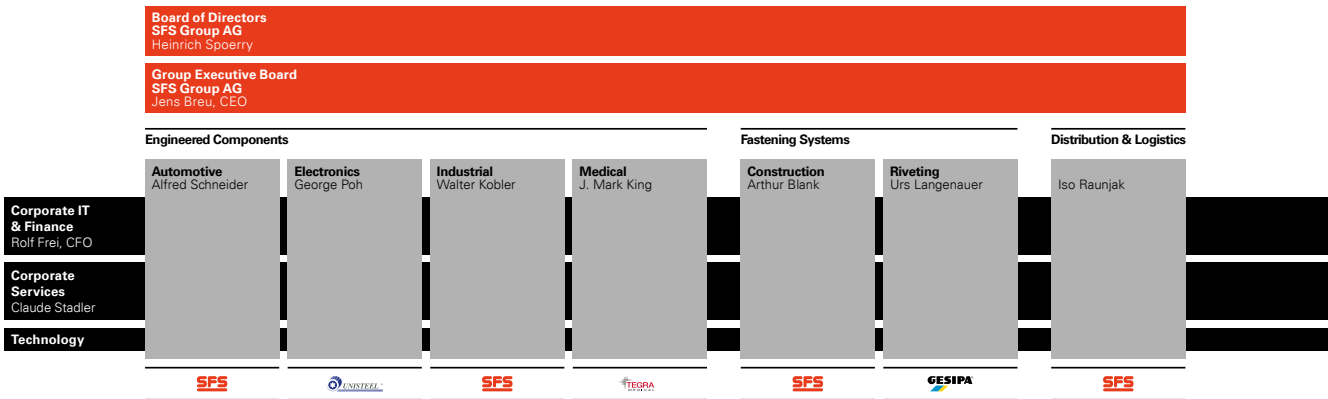 Board of Directors
SFS Group AG
Heinrich Spoerry
Group Executive Board
SFS Group AG
Jens Breu, CEO
Engineered Components
Fastening Systems
Distribution & Logistics
Automotive
Alfred Schneider
Electronics
George Poh
Industrial
Walter Kobler
Medical
J. Mark King
Construction
Arthur Blank
Riveting
Urs Langenauer
Iso Raunjak
Corporate IT
& Finance
Rolf Frei, CFO
Corporate
Services
Claude Stadler
Technology
SFS
UNISTEEL
SFS
TEGRA
MEDICAL
SFS
GESIPA
SFS